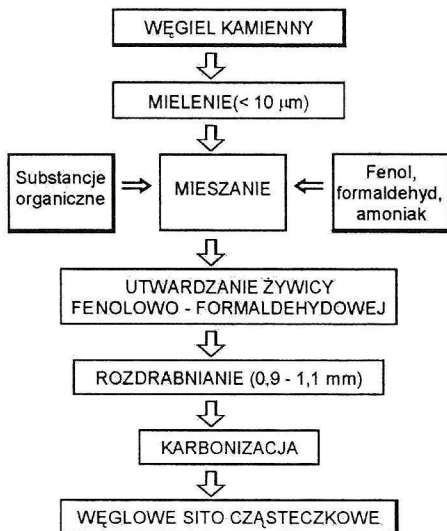 WĘGIEL KAMIENNY
MIELENIE(< 10 μm)
Substancje
organiczne
MIESZANIE
Fenol,
formaldehyd,
amoniak
UTWARDZANIE ŻYWICY
FENOLOWO - FORMALDEHYDOWEJ
ROZDRABNIANIE (0,9 - 1,1 mm)
KARBONIZACJA
WĘGLOWE SITO CZĄSTECZKOWE